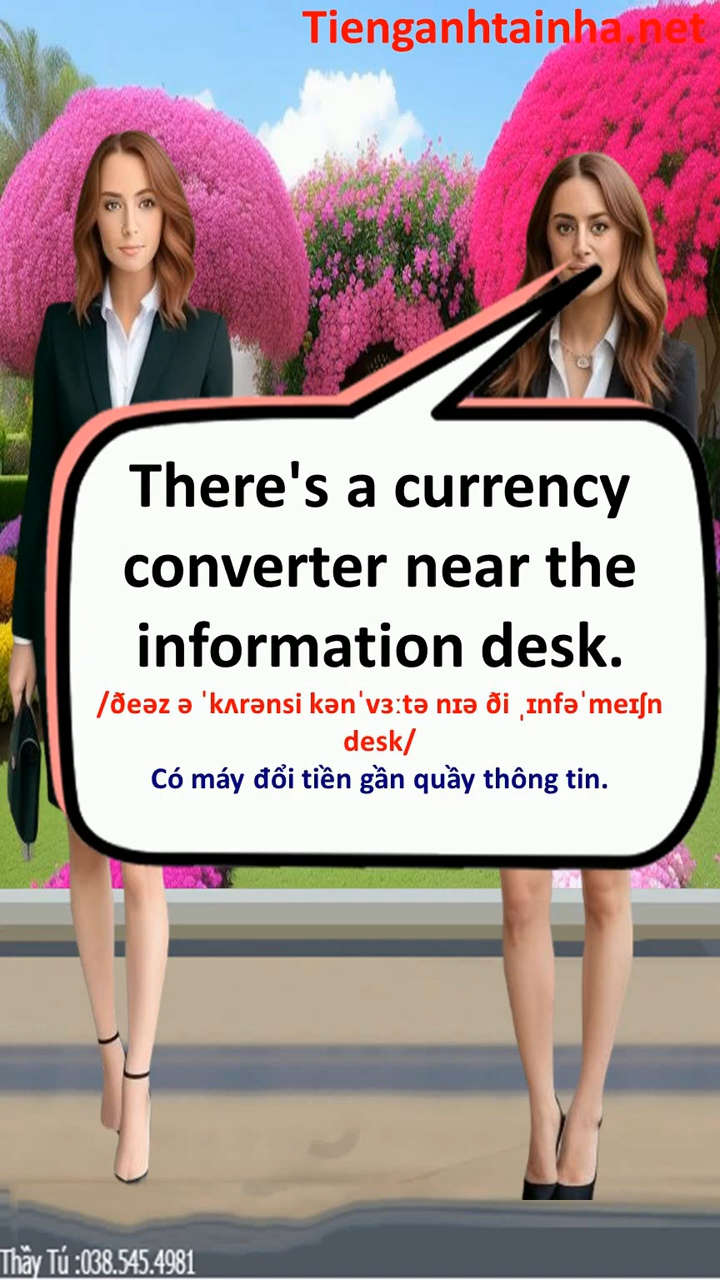 Tienganhtainha.net
There's a currency
converter near the
information desk.
/ðeəz ə ˈkʌrənsi kənˈvɜːtə nɪə ði ˌɪnfəˈmeɪʃn
desk/
Có máy đổi tiền gần quầy thông tin.
Thầy Tú :038.545.4981